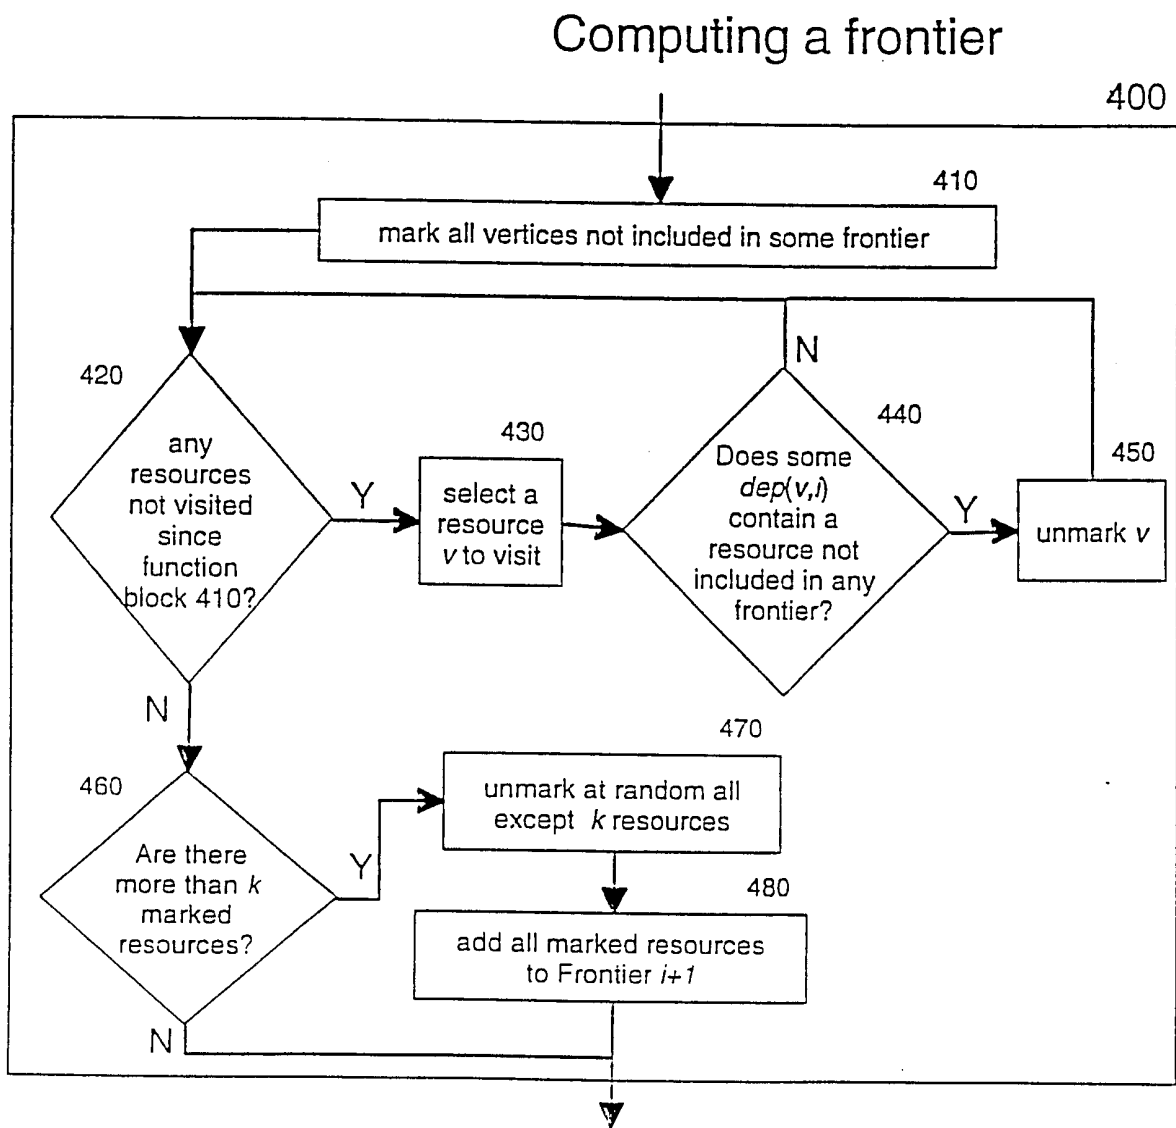 Computing a frontier
400
410
mark all vertices not included in some frontier
420
any
resources
not visited
since
function
block 410?
Y
N
430
select a
resource
v to visit
440
Does some
dep(v,i)
contain a
resource not
included in any
frontier?
N
Y
450
unmark v
460
Are there
more than k
marked
resources?
Y
N
470
unmark at random all
except k resources
480
add all marked resources
to Frontier i+1